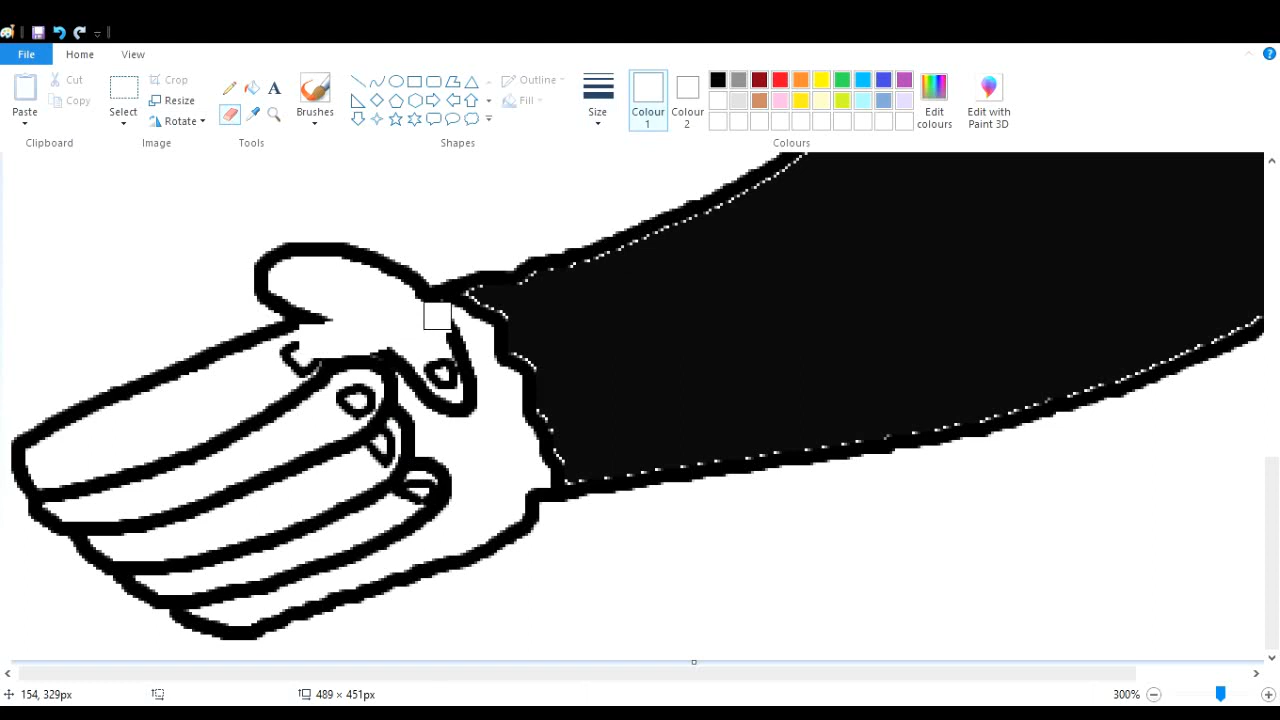 File Home View
Paste
Cut
Copy
Clipboard
Select
Crop
Resize
Rotate
Image
A
Tools
Brushes
Shapes
Outline
Fill
Size
Colour
1
Colour
2
Edit
colours
Edit with
Paint 3D
Colours
?
154, 329px 489 × 451px 300%